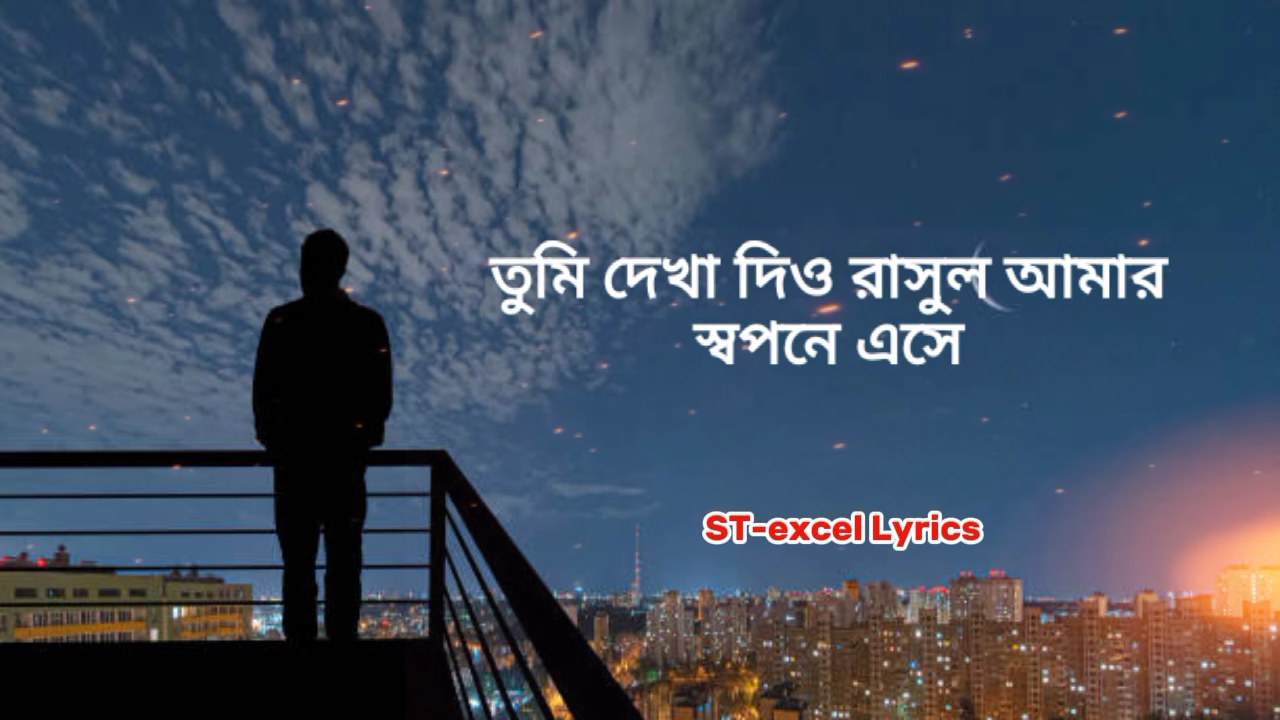 তুমি দেখা দিও রাসুল আমার
স্বপনে এসে
ST-excel Lyrics